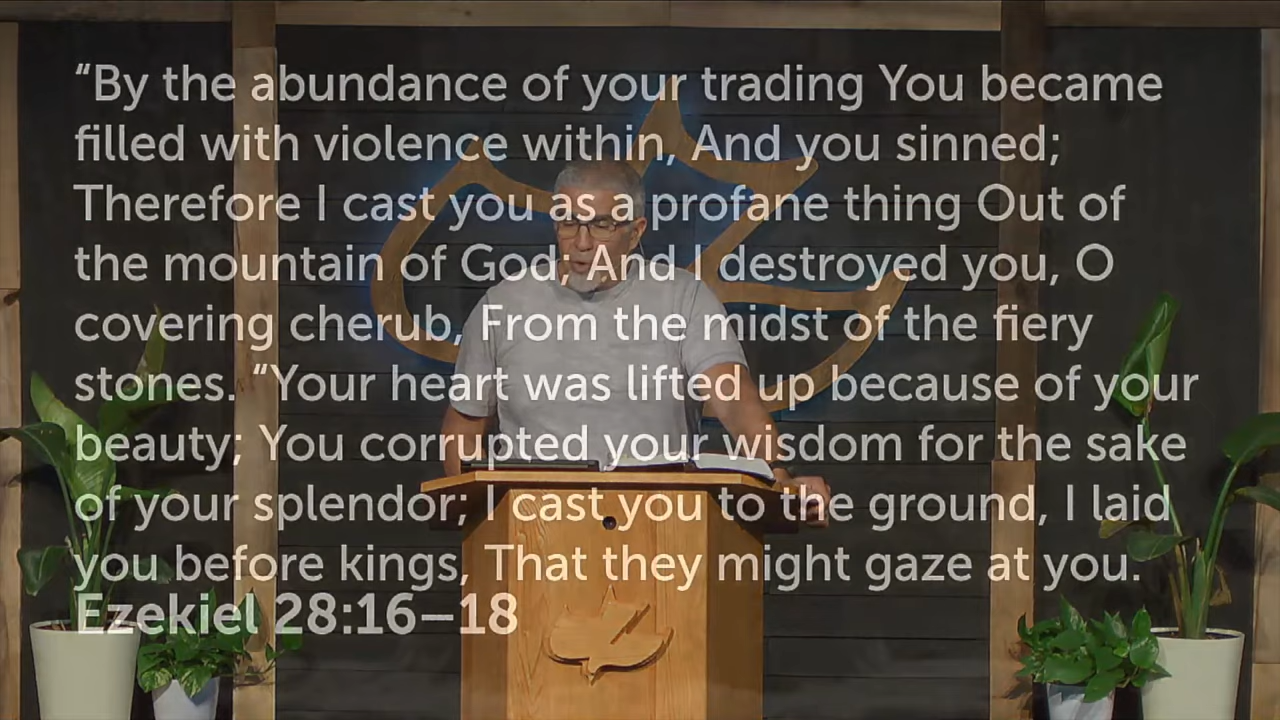 “By the abundance of your trading You became
filled with violence within, And you sinned;
Therefore I cast you as a profane thing Out of
the mountain of God; And I destroyed you, O
covering cherub, From the midst of the fiery
stones. “Your heart was lifted up because of your
beauty; You corrupted your wisdom for the sake
of your splendor; I cast you to the ground, I laid
you before kings, That they might gaze at you.
Ezekiel 28:16–18